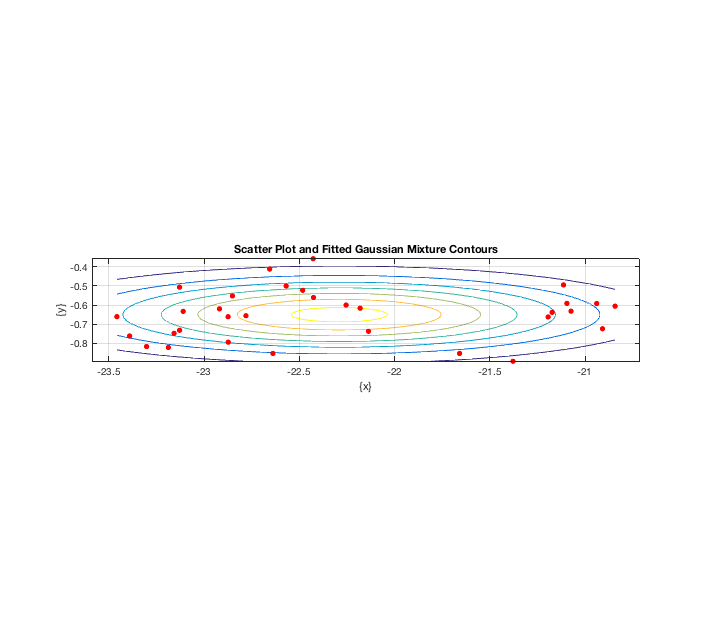 Scatter Plot and Fitted Gaussian Mixture Contours
-0.4
-0.5
-0.6
-0.7
-0.8
{y}
-23.5 -23 -22.5 -22 -21.5 -21
{x}